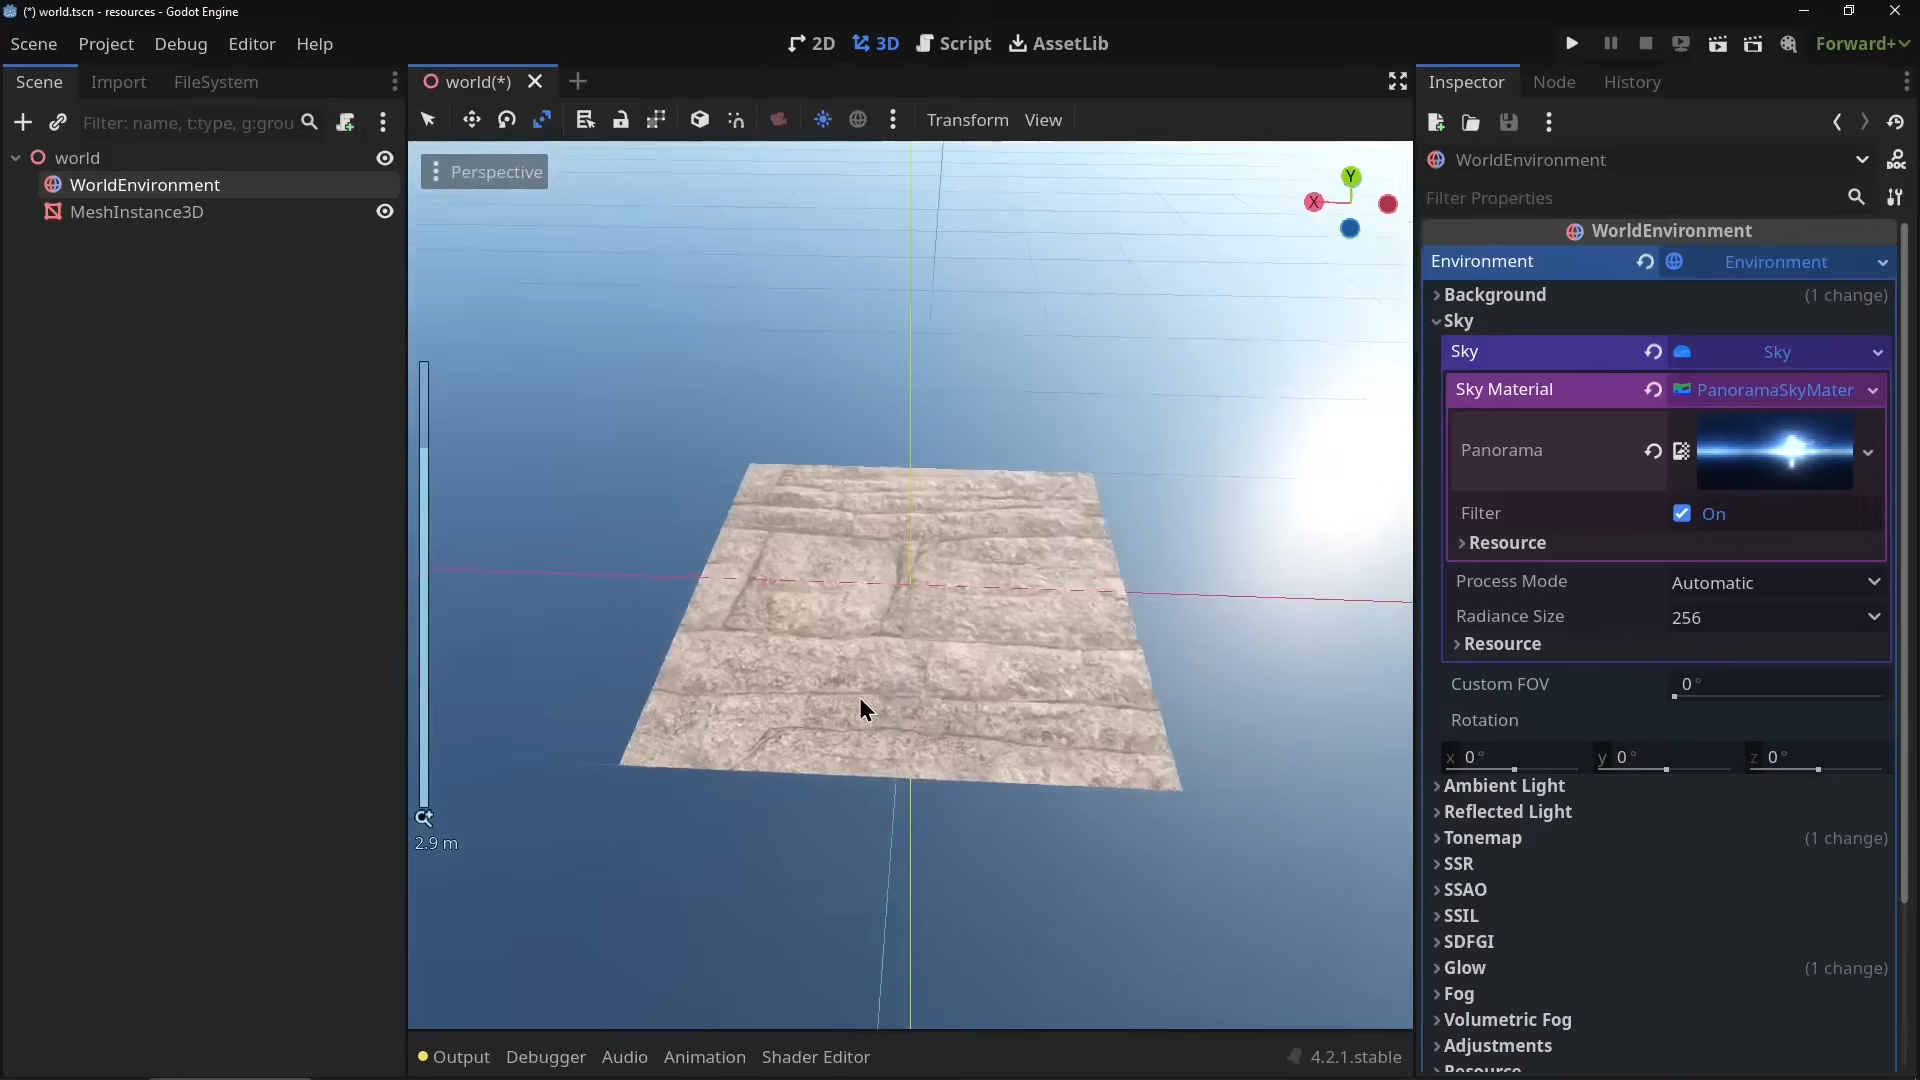 (*) world.tscn - resources - Godot Engine
Scene Project Debug Editor Help
2D 3D Script AssetLib
Forward+
Scene Import FileSystem
world(*)
Inspector Node History
Filter: name, t:type, g:grou
Transform View
world
WorldEnvironment
MeshInstance3D
Perspective
Y
X
2.9 m
WorldEnvironment
DOC
Filter Properties
WorldEnvironment
Environment Environment
Background (1 change)
Sky
Sky Sky
Sky Material PanoramaSkyMater
Panorama
Filter On
Resource
Process Mode Automatic
Radiance Size 256
Resource
Custom FOV 0 °
Rotation
x 0 ° y 0 ° z 0 °
Ambient Light
Reflected Light
Tonemap (1 change)
SSR
SSAO
SSIL
SDFGI
Glow (1 change)
Fog
Volumetric Fog
Adjustments
Resource
Output Debugger Audio Animation Shader Editor
4.2.1.stable